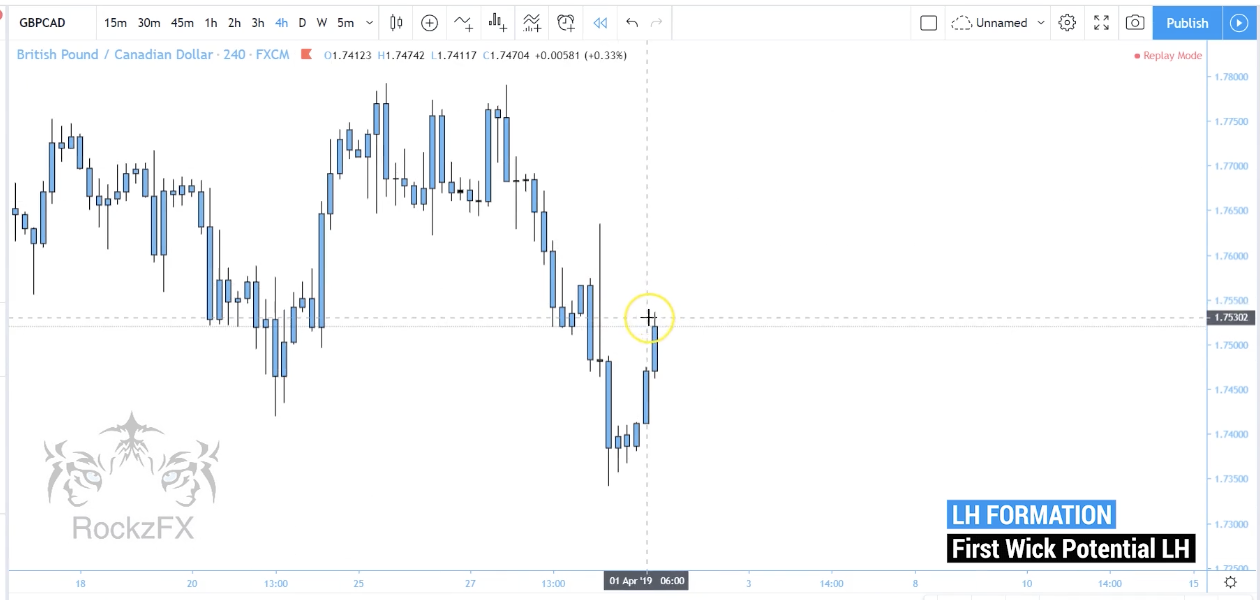 GBPCAD 15m 30m 45m 1h 2h 3h 4h D W 5m Unnamed Publish
British Pound / Canadian Dollar · 240 · FXCM O1.74123 H1.74742 L1.74117 C1.74704 +0.00581 (+0.33%)
Replay Mode
1.78000
1.77500
1.77000
1.76500
1.76000
1.75500
1.75302
1.75000
1.74500
1.74000
1.73500
1.73000
1.72500
RockzFX
LH FORMATION
First Wick Potential LH
18 20 13:00 25 27 13:00 01 Apr '19 06:00 3 14:00 8 10 14:00 15